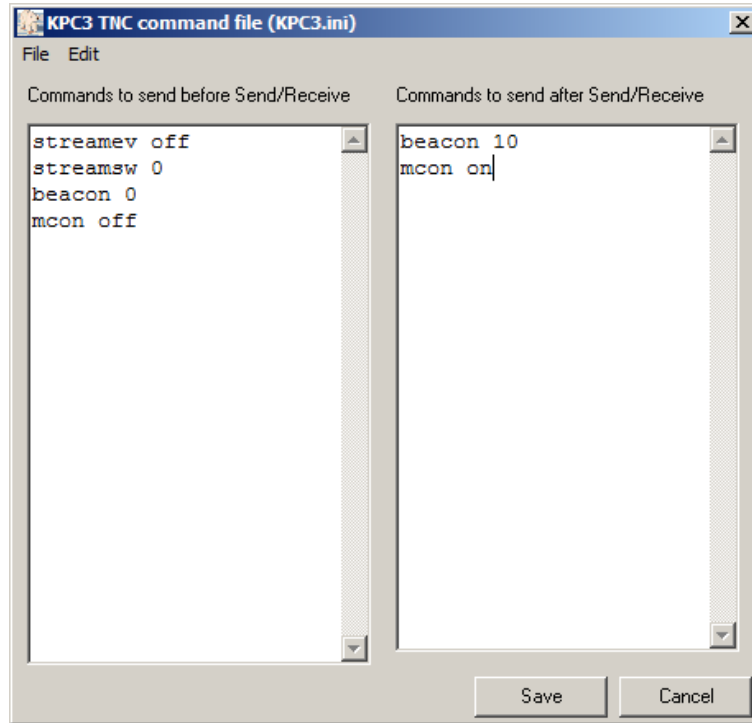 KPC3 TNC command file (KPC3.ini)
File Edit
Commands to send before Send/Receive
streamev off
streamsw 0
beacon 0
mcon off
Commands to send after Send/Receive
beacon 10
mcon on
Save
Cancel